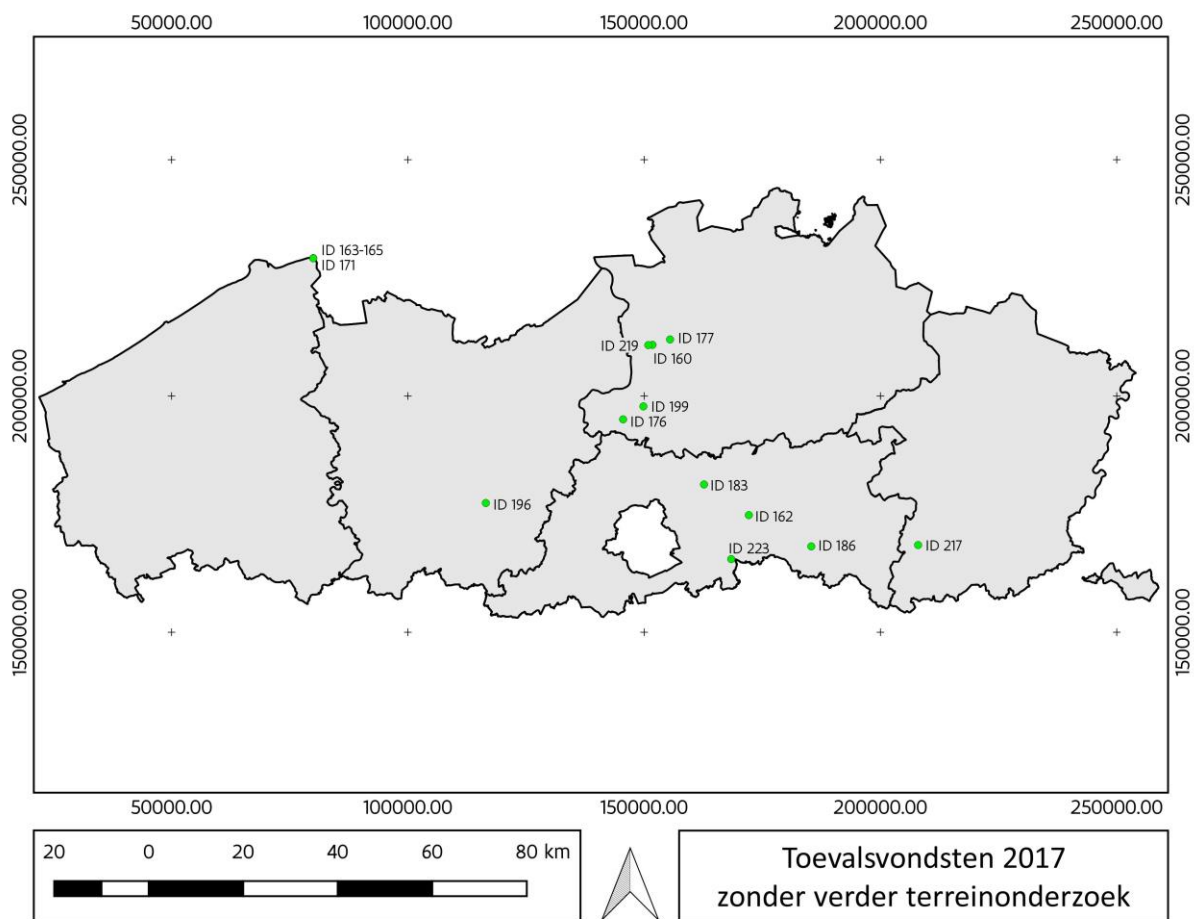 50000.00 100000.00 150000.00 200000.00 250000.00
250000.00 250000.00
ID 163-165
ID 171
ID 177
ID 219
ID 160
200000.00 200000.00
ID 199
ID 176
ID 183
ID 196
ID 162
ID 186
ID 217
ID 223
150000.00 150000.00
50000.00 100000.00 150000.00 200000.00 250000.00
20 0 20 40 60 80 km
Toevalsvondsten 2017
zonder verder terreinonderzoek